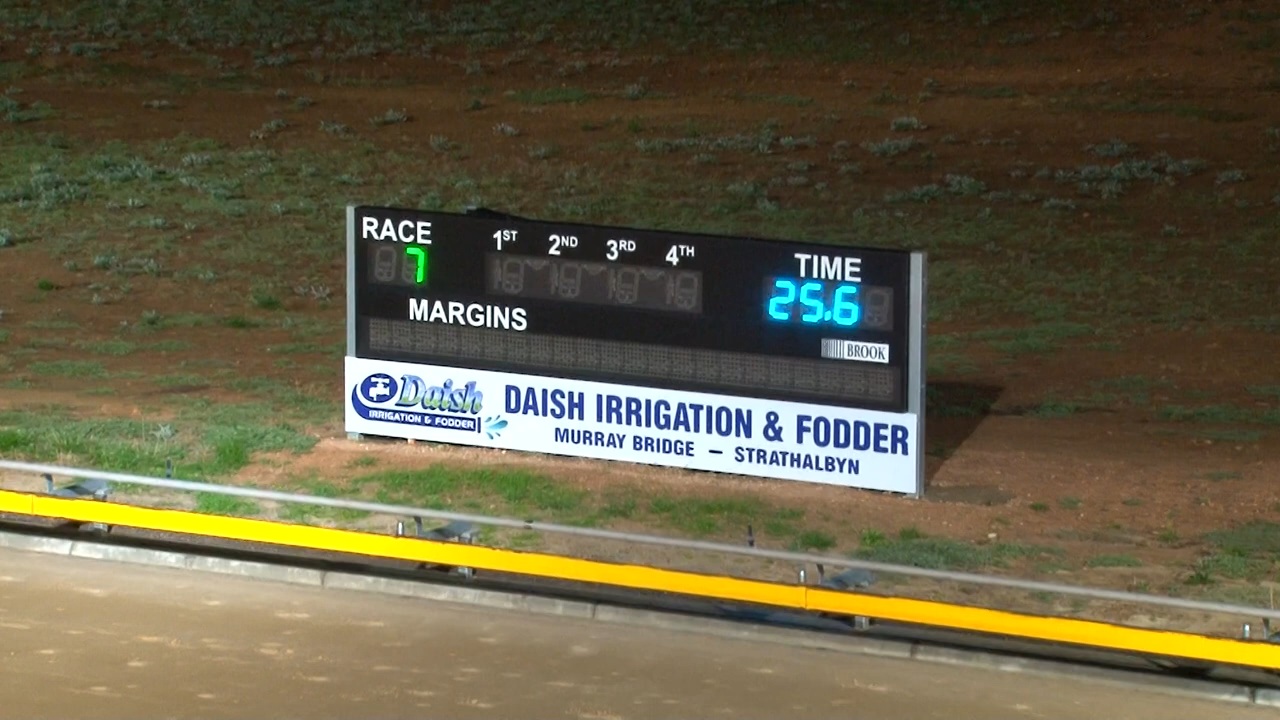 RACE 1ST 2ND 3RD 4TH TIME
7 25.6
MARGINS
BROOK
Daish
IRRIGATION & FODDER
DAISH IRRIGATION & FODDER
MURRAY BRIDGE – STRATHALBYN